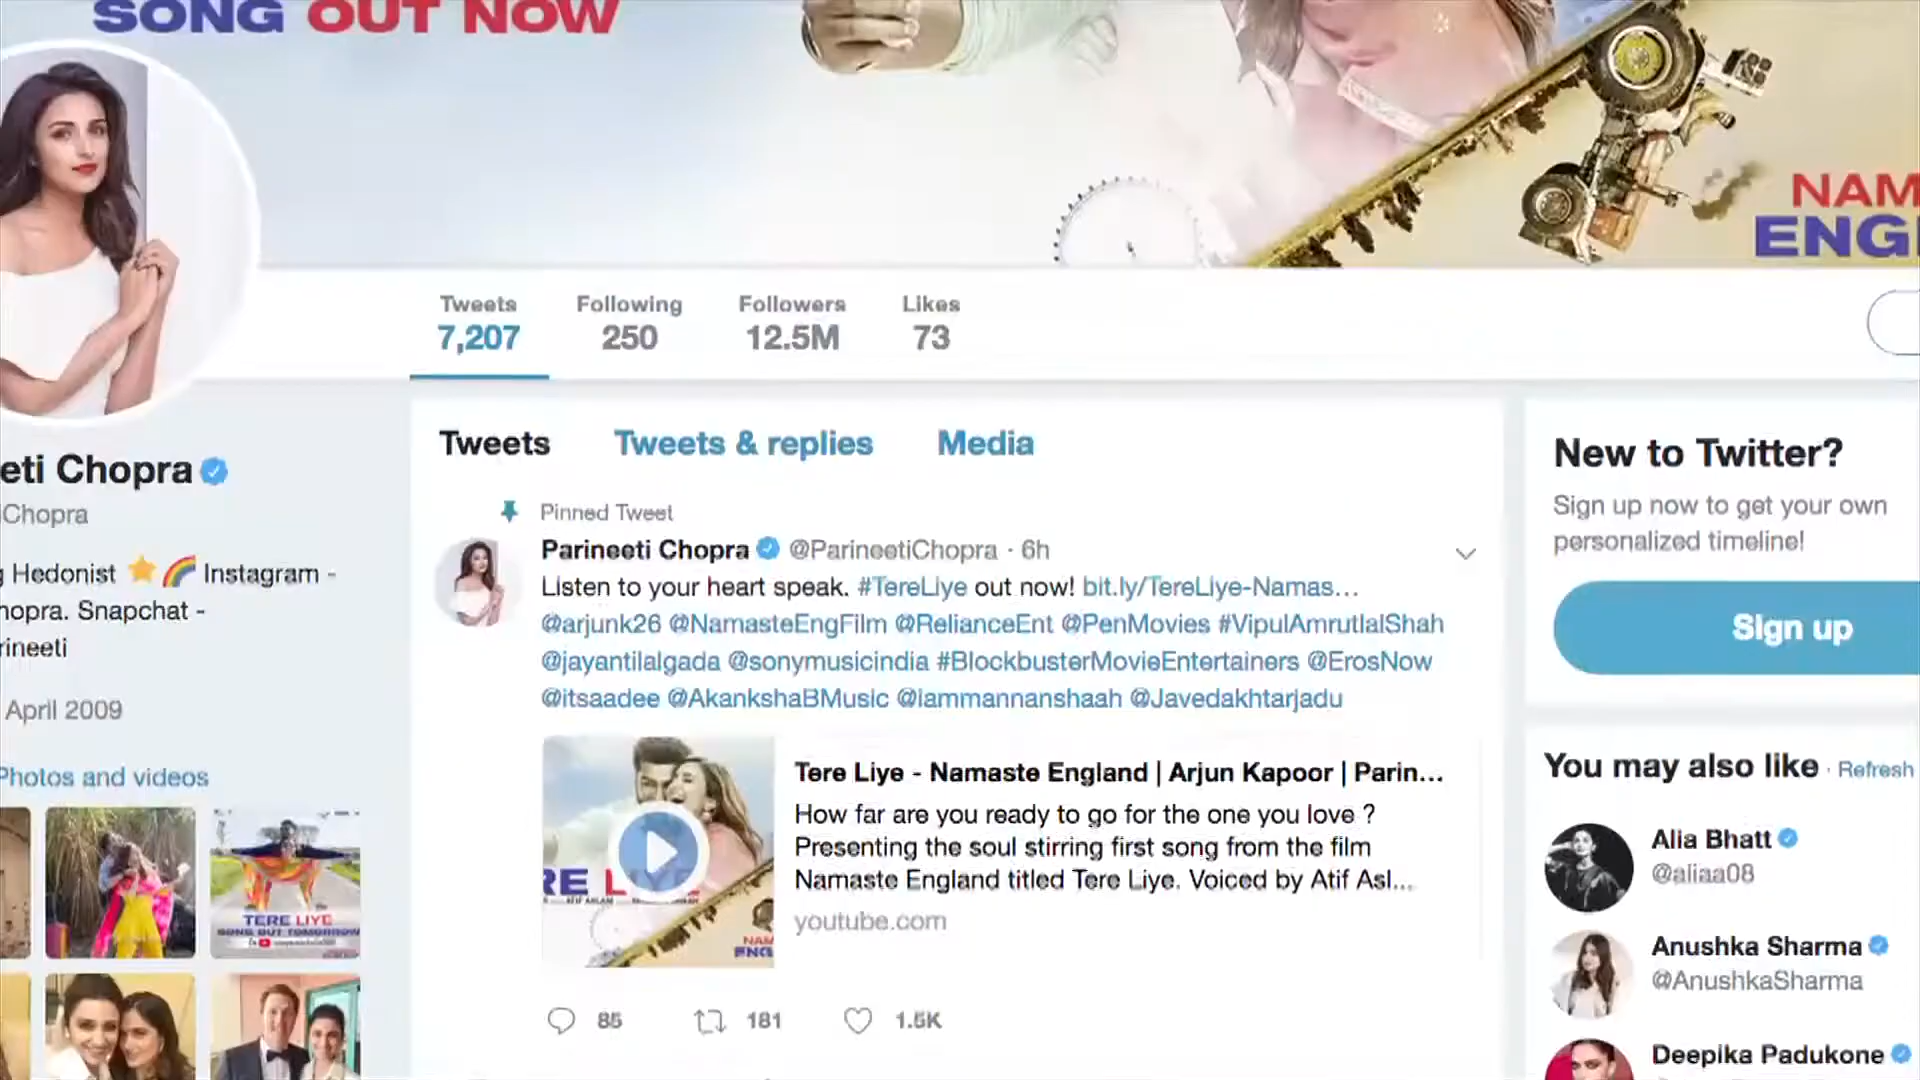 SONG OUT NOW
NAM
ENG
Tweets Following Followers Likes
7,207 250 12.5M 73
eti Chopra
Chopra
g Hedonist ⭐🌈 Instagram -
hopra. Snapchat -
rineeti
April 2009
Photos and videos
TERE LIYE
SONG OUT TOMORROW
Tweets Tweets & replies Media
Pinned Tweet
Parineeti Chopra @ParineetiChopra · 6h
Listen to your heart speak. #TereLiye out now! bit.ly/TereLiye-Namas…
@arjunk26 @NamasteEngFilm @RelianceEnt @PenMovies #VipulAmrutlalShah
@jayantilalgada @sonymusicindia #BlockbusterMovieEntertainers @ErosNow
@itsaadee @AkankshaBMusic @iammannanshaah @Javedakhtarjadu
RE LIYE
NAM
ENG
Tere Liye - Namaste England | Arjun Kapoor | Parin...
How far are you ready to go for the one you love ?
Presenting the soul stirring first song from the film
Namaste England titled Tere Liye. Voiced by Atif Asl...
youtube.com
85 181 1.5K
New to Twitter?
Sign up now to get your own
personalized timeline!
Sign up
You may also like · Refresh
Alia Bhatt
@aliaa08
Anushka Sharma
@AnushkaSharma
Deepika Padukone